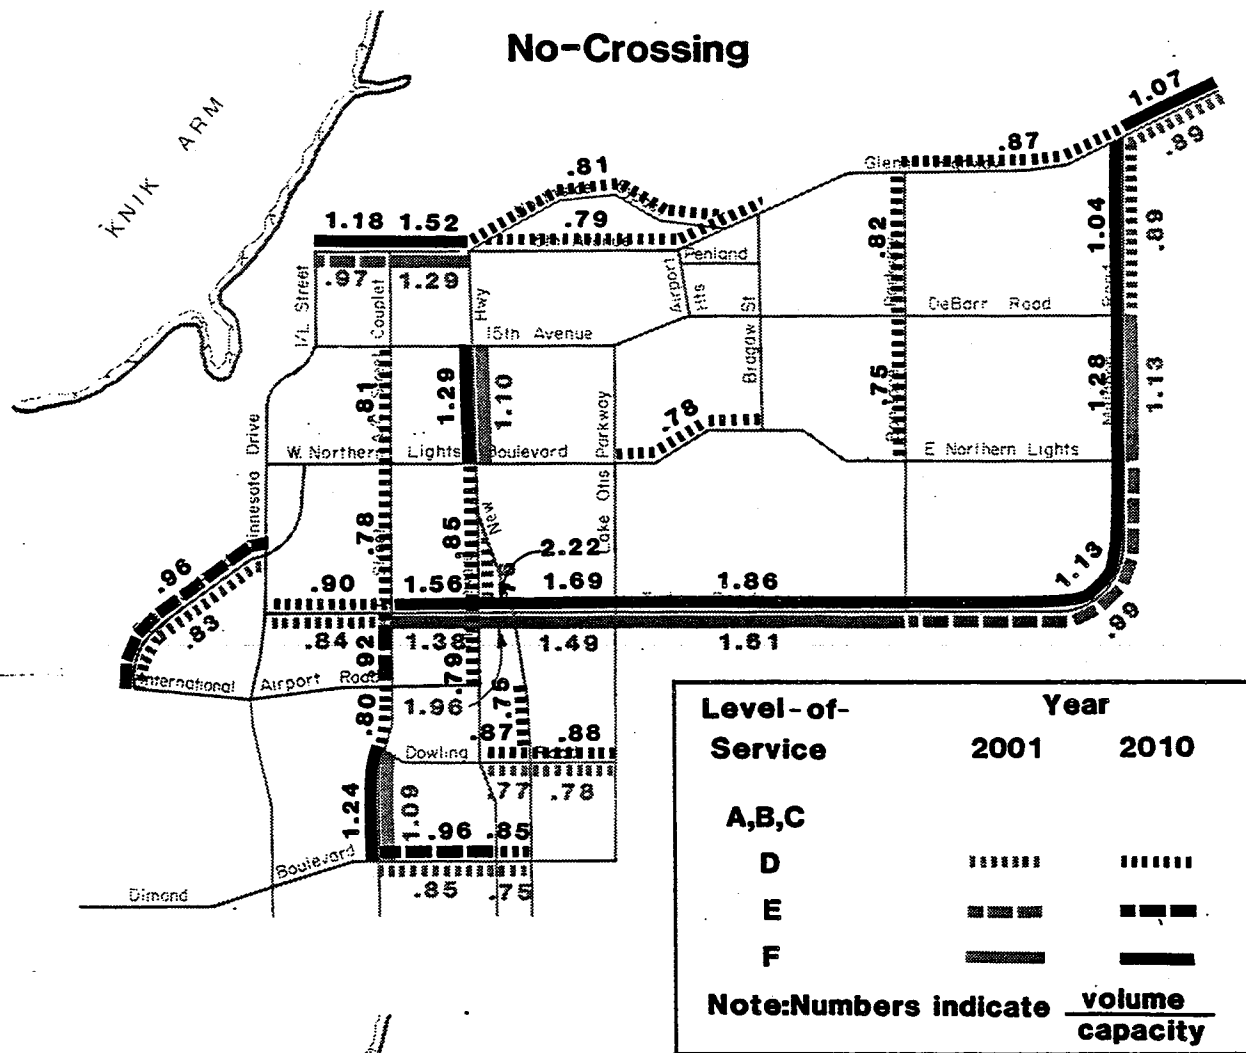 No-Crossing
KNIK ARM
1.07
.89
.87
Glenn
.81
.79
1.18 1.52
.97
1.29
.82
1.04
.89
Penland
Airport
Hts
I/L Street
Couplet
Hwy
Bragaw St
DeBarr Road
15th Avenue
.81
1.29
1.10
.75
1.28
1.13
.78
Minnesota Drive
W. Northern Lights Boulevard
Lake Otis Parkway
E Northern Lights
.78
.85
New
2.22
.96
.83
.90
1.56
1.69
1.86
1.13
.99
.84
1.38
1.49
1.61
.92
.79
International Airport Road
1.96
.75
.80
.87
.88
Dowling
.77
.78
1.24
1.09
.96
.85
Dimond Boulevard
.85
.75
Level-of-
Service
Year
2001 2010
A,B,C
D
E
F
Note:Numbers indicate volume
capacity